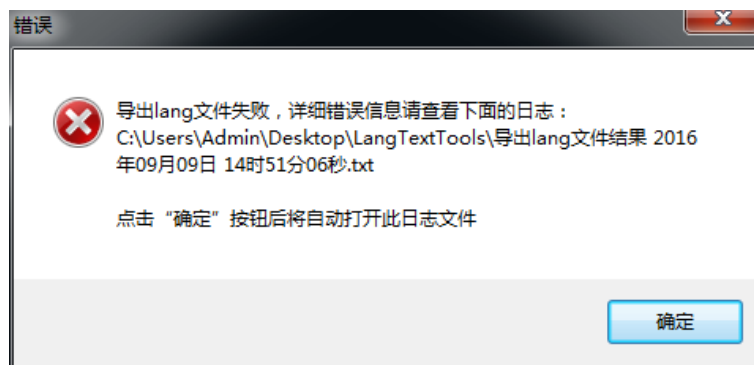 错误
导出lang文件失败，详细错误信息请查看下面的日志：
C:\Users\Admin\Desktop\LangTextTools\导出lang文件结果 2016
年09月09日 14时51分06秒.txt
点击“确定”按钮后将自动打开此日志文件
确定